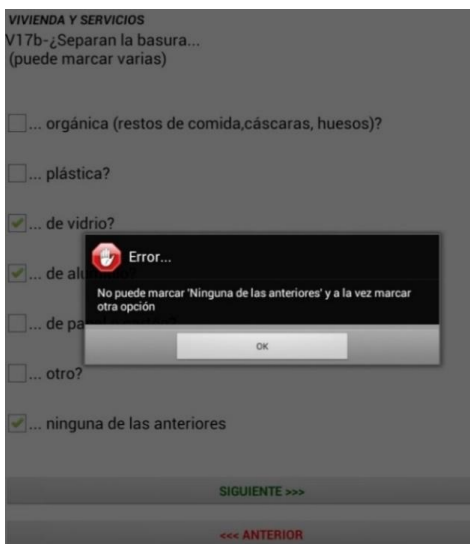 VIVIENDA Y SERVICIOS
V17b-¿Separan la basura...
(puede marcar varias)
... orgánica (restos de comida,cáscaras, huesos)?
... plástica?
... de vidrio?
Error...
... de
No puede marcar 'Ninguna de las anteriores' y a la vez marcar
otra opción
... de
OK
... otro?
... ninguna de las anteriores
SIGUIENTE >>>
<<< ANTERIOR